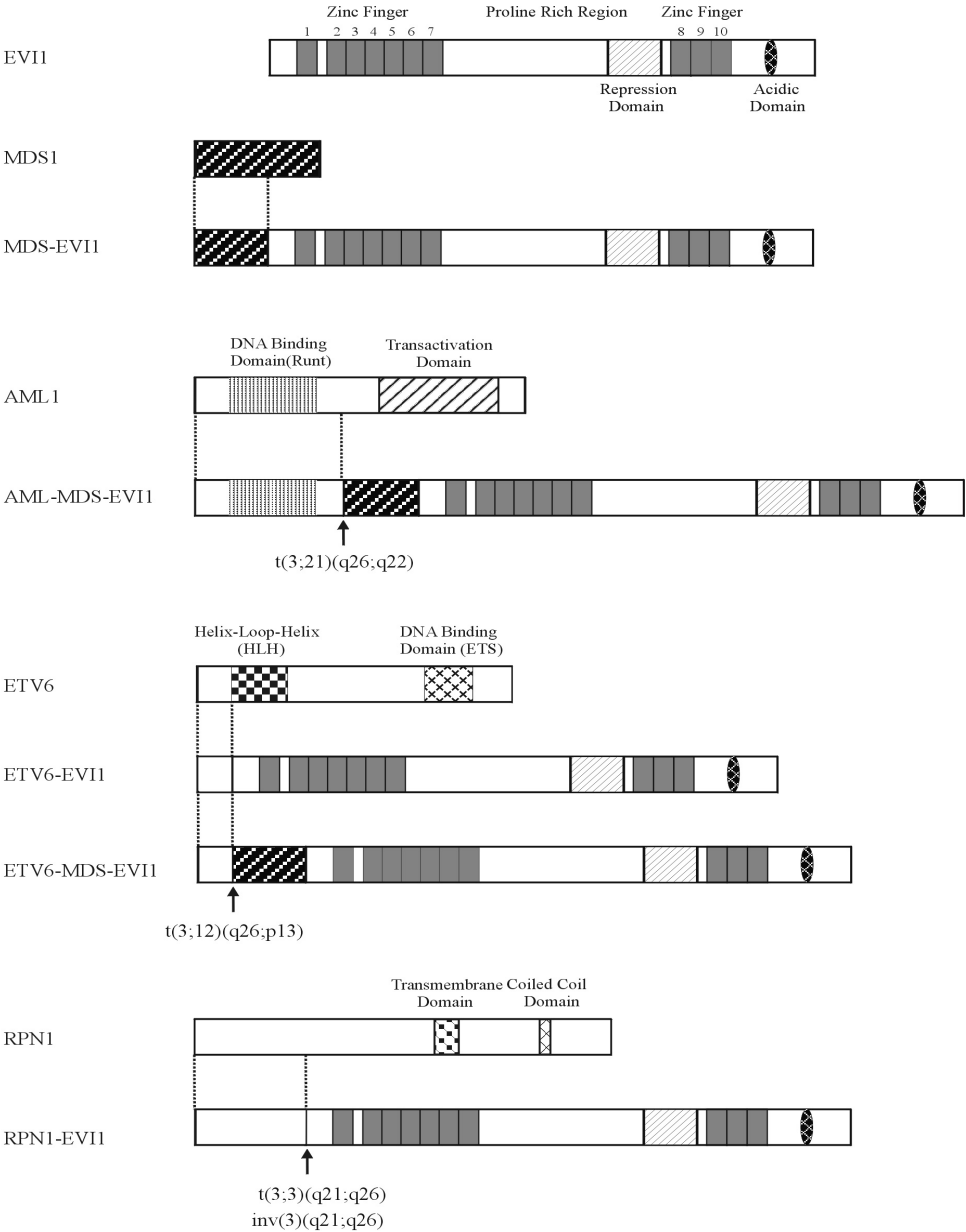 Zinc Finger Proline Rich Region Zinc Finger
1 2 3 4 5 6 7 8 9 10
EVI1
Repression Domain
Acidic Domain
MDS1
MDS-EVI1
DNA Binding Domain(Runt)
Transactivation Domain
AML1
AML-MDS-EVI1
t(3;21)(q26;q22)
Helix-Loop-Helix (HLH)
DNA Binding Domain (ETS)
ETV6
ETV6-EVI1
ETV6-MDS-EVI1
t(3;12)(q26;p13)
Transmembrane Domain
Coiled Coil Domain
RPN1
RPN1-EVI1
t(3;3)(q21;q26)
inv(3)(q21;q26)